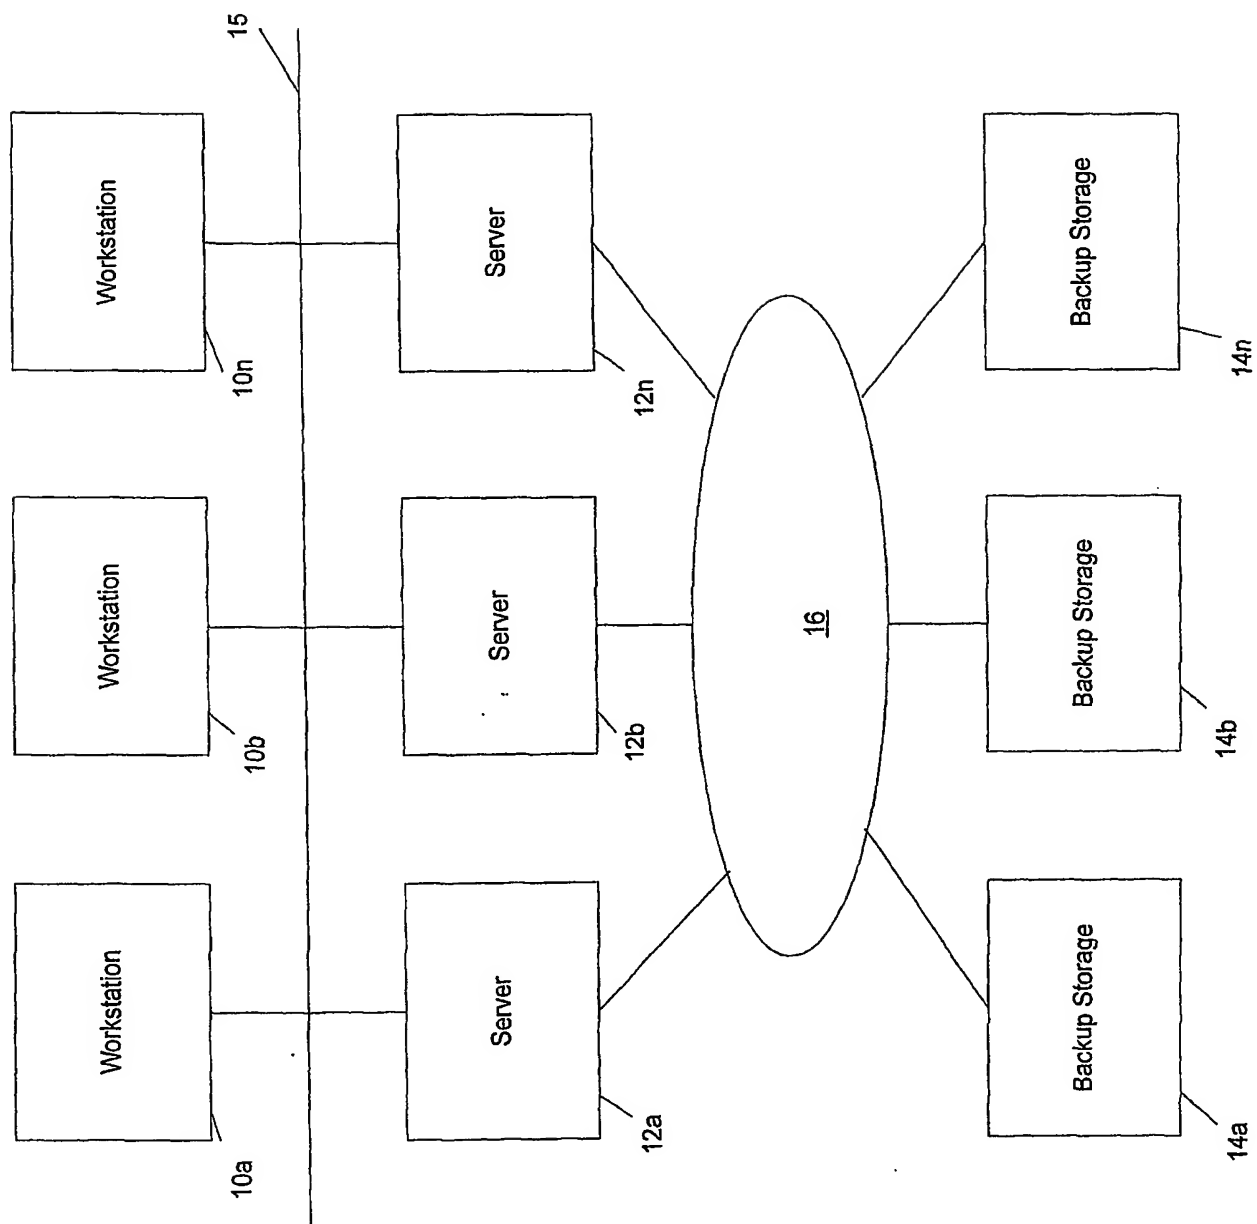 Workstation
Workstation
Workstation
10a
10b
10n
15
Server
Server
Server
12a
12b
12n
16
Backup Storage
Backup Storage
Backup Storage
14a
14b
14n